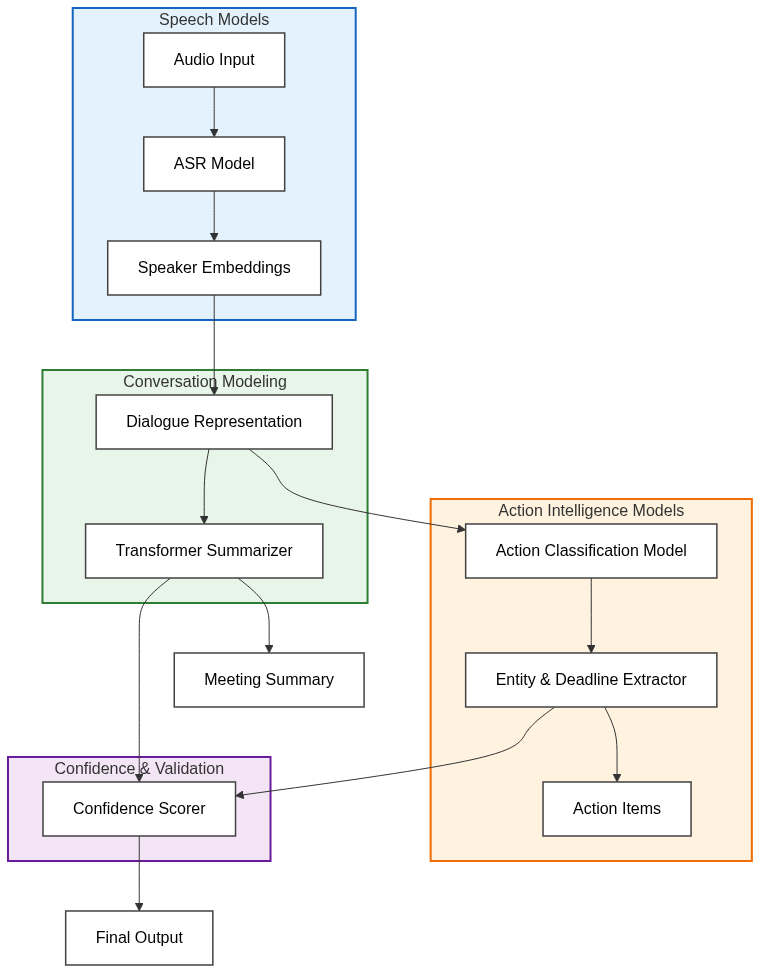 Speech Models
Audio Input
ASR Model
Speaker Embeddings
Conversation Modeling
Dialogue Representation
Transformer Summarizer
Action Intelligence Models
Action Classification Model
Meeting Summary
Entity & Deadline Extractor
Confidence & Validation
Confidence Scorer
Action Items
Final Output